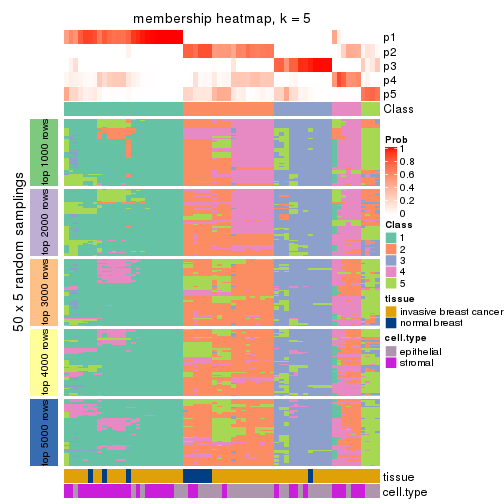 membership heatmap, k = 5
p1
p2
p3
p4
p5
Class
50 x 5 random samplings
top 1000 rows
top 2000 rows
top 3000 rows
top 4000 rows
top 5000 rows
Prob
1
0.8
0.6
0.4
0.2
0
Class
1
2
3
4
5
tissue
invasive breast cancer
normal breast
cell.type
epithelial
stromal
tissue
cell.type